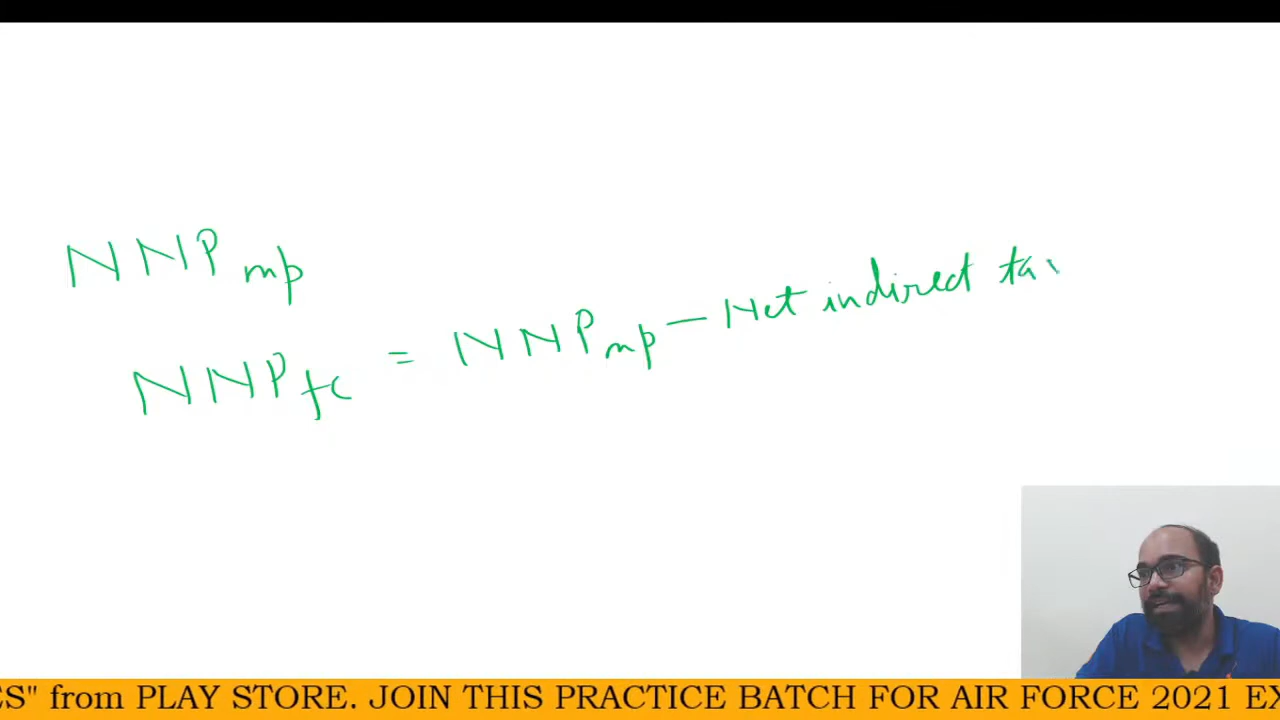 NNP mp
NNP fc = NNP mp — Net indirect
ES" from PLAY STORE. JOIN THIS PRACTICE BATCH FOR AIR FORCE 2021 EX